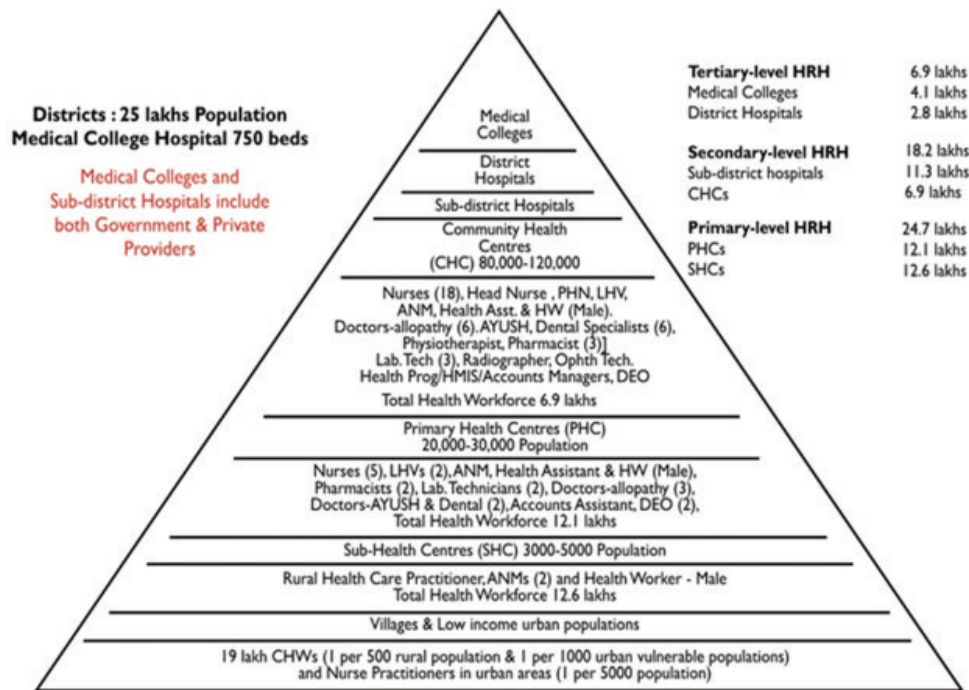 Districts : 25 lakhs Population
Medical College Hospital 750 beds
Medical Colleges and
Sub-district Hospitals include
both Government & Private
Providers
Medical
Colleges
District
Hospitals
Sub-district Hospitals
Community Health
Centres
(CHC) 80,000-120,000
Nurses (18), Head Nurse , PHN, LHV,
ANM, Health Asst. & HW (Male).
Doctors-allopathy (6). AYUSH, Dental Specialists (6),
Physiotherapist, Pharmacist (3)]
Lab. Tech (3), Radiographer, Ophth Tech.
Health Prog/HMIS/Accounts Managers, DEO
Total Health Workforce 6.9 lakhs
Primary Health Centres (PHC)
20,000-30,000 Population
Nurses (5), LHVs (2), ANM, Health Assistant & HW (Male),
Pharmacists (2), Lab. Technicians (2), Doctors-allopathy (3),
Doctors-AYUSH & Dental (2), Accounts Assistant, DEO (2),
Total Health Workforce 12.1 lakhs
Sub-Health Centres (SHC) 3000-5000 Population
Rural Health Care Practitioner, ANMs (2) and Health Worker - Male
Total Health Workforce 12.6 lakhs
Villages & Low income urban populations
19 lakh CHWs (1 per 500 rural population & 1 per 1000 urban vulnerable populations)
and Nurse Practitioners in urban areas (1 per 5000 population)
Tertiary-level HRH 6.9 lakhs
Medical Colleges 4.1 lakhs
District Hospitals 2.8 lakhs
Secondary-level HRH 18.2 lakhs
Sub-district hospitals 11.3 lakhs
CHCs 6.9 lakhs
Primary-level HRH 24.7 lakhs
PHCs 12.1 lakhs
SHCs 12.6 lakhs